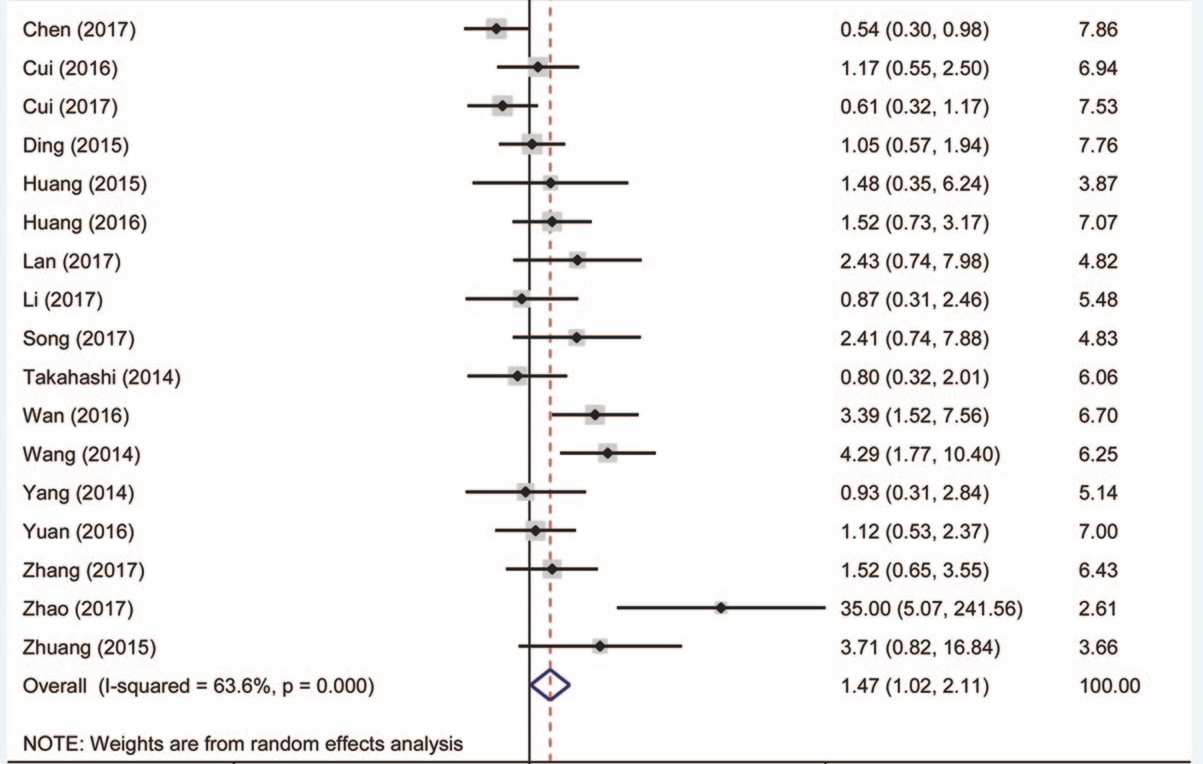 Chen (2017) 0.54 (0.30, 0.98) 7.86
Cui (2016) 1.17 (0.55, 2.50) 6.94
Cui (2017) 0.61 (0.32, 1.17) 7.53
Ding (2015) 1.05 (0.57, 1.94) 7.76
Huang (2015) 1.48 (0.35, 6.24) 3.87
Huang (2016) 1.52 (0.73, 3.17) 7.07
Lan (2017) 2.43 (0.74, 7.98) 4.82
Li (2017) 0.87 (0.31, 2.46) 5.48
Song (2017) 2.41 (0.74, 7.88) 4.83
Takahashi (2014) 0.80 (0.32, 2.01) 6.06
Wan (2016) 3.39 (1.52, 7.56) 6.70
Wang (2014) 4.29 (1.77, 10.40) 6.25
Yang (2014) 0.93 (0.31, 2.84) 5.14
Yuan (2016) 1.12 (0.53, 2.37) 7.00
Zhang (2017) 1.52 (0.65, 3.55) 6.43
Zhao (2017) 35.00 (5.07, 241.56) 2.61
Zhuang (2015) 3.71 (0.82, 16.84) 3.66
Overall (I-squared = 63.6%, p = 0.000) 1.47 (1.02, 2.11) 100.00
NOTE: Weights are from random effects analysis